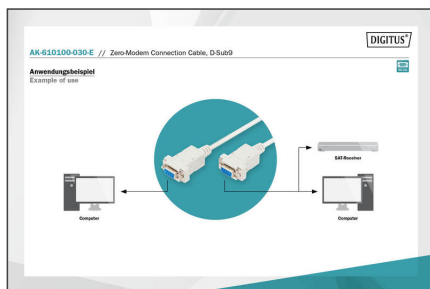 DIGITUS®
AK-610100-030-E // Zero-Modem Connection Cable, D-Sub9
Anwendungsbeispiel
Example of use
SAT-Receiver
Computer
Computer